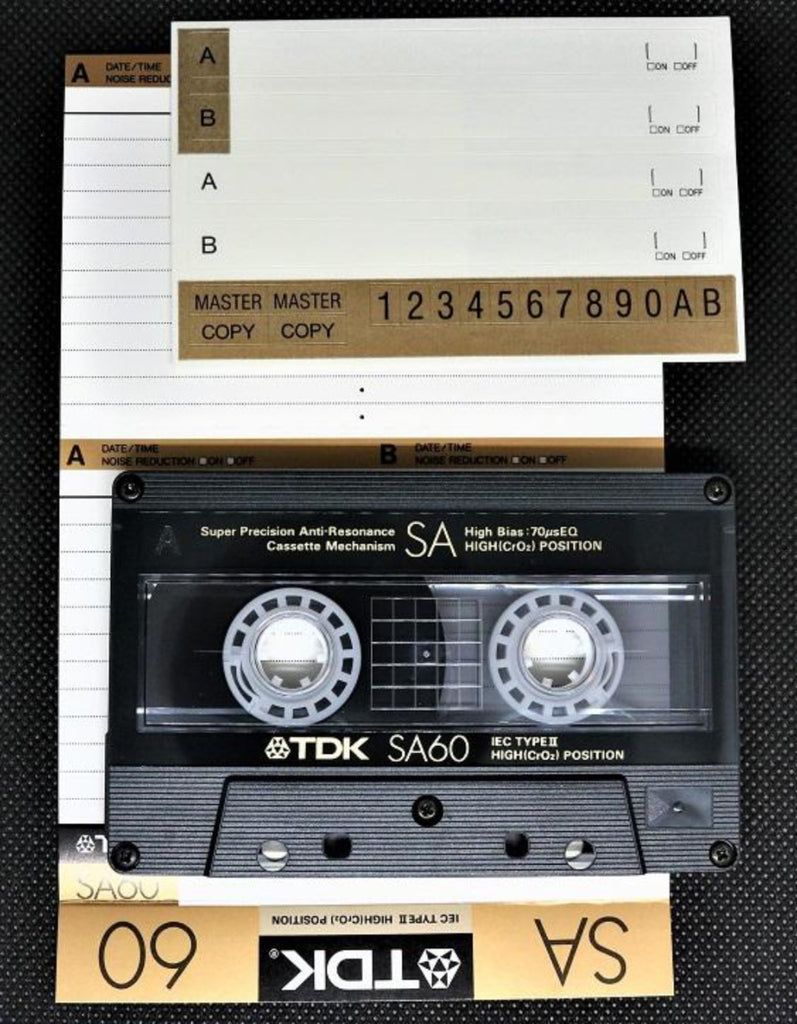 A
DATE/TIME
NOISE REDUC
A
□ON □OFF
B
□ON □OFF
A
□ON □OFF
B
□ON □OFF
MASTER MASTER
COPY COPY
1 2 3 4 5 6 7 8 9 0 A B
A DATE/TIME
NOISE REDUCTION □ON □OFF
B DATE/TIME
NOISE REDUCTION □ON □OFF
A
Super Precision Anti-Resonance
Cassette Mechanism
SA
High Bias:70µsEQ
HIGH(CrO₂) POSITION
TDK SA60
IEC TYPE II
HIGH(CrO₂) POSITION
SA60
SA
TDK®
IEC TYPE II HIGH(CrO₂) POSITION
60